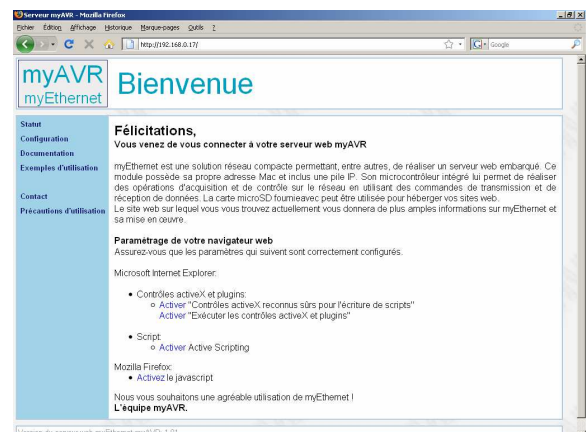 Serveur myAVR - Mozilla Firefox
Fichier Édition Affichage Historique Marque-pages Outils ?
http://192.168.0.17/
Google
myAVR
myEthernet
Bienvenue
Statut
Configuration
Documentation
Exemples d'utilisation
Contact
Précautions d'utilisation
Félicitations,
Vous venez de vous connecter à votre serveur web myAVR
myEthernet est une solution réseau compacte permettant, entre autres, de réaliser un serveur web embarqué. Ce
module possède sa propre adresse Mac et inclus une pile IP. Son microcontrôleur intégré lui permet de réaliser
des opérations d'acquisition et de contrôle sur le réseau en utilisant des commandes de transmission et de
réception de données. La carte microSD fournieavec peut être utilisée pour héberger vos sites web.
Le site web sur lequel vous vous trouvez actuellement vous donnera de plus amples informations sur myEthernet et
sa mise en œuvre.
Paramétrage de votre navigateur web
Assurez-vous que les paramètres qui suivent sont correctement configurés.
Microsoft Internet Explorer:
Contrôles activeX et plugins:
Activer "Contrôles activeX reconnus sûrs pour l'écriture de scripts"
Activer "Exécuter les contrôles activeX et plugins"
Script:
Activer Active Scripting
Mozilla Firefox:
Activez le javascript
Nous vous souhaitons une agréable utilisation de myEthernet !
L'équipe myAVR.
Version du serveur web myEthernet myAVR: 1.01